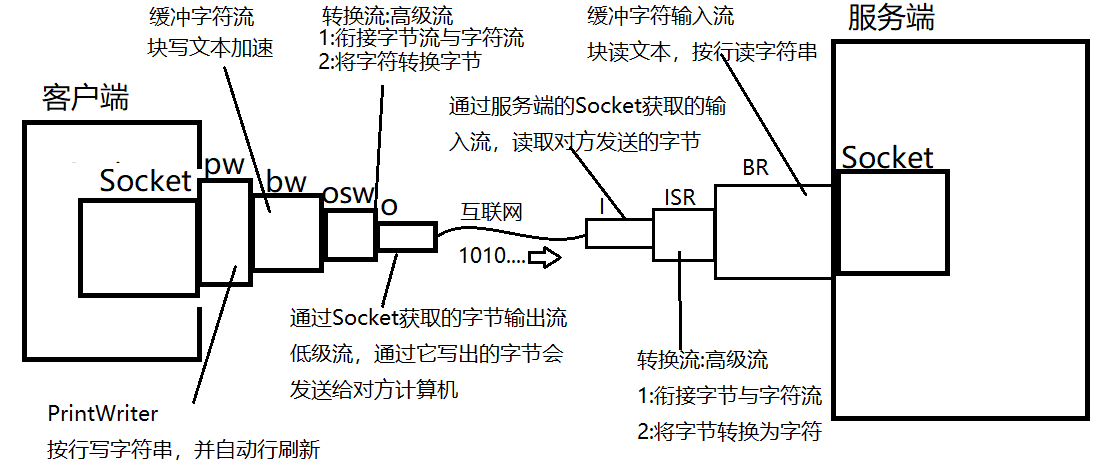 缓冲字符流
块写文本加速
转换流:高级流
1:衔接字节流与字符流
2:将字符转换字节
缓冲字符输入流
块读文本，按行读字符串
服务端
客户端
通过服务端的Socket获取的输
入流，读取对方发送的字节
Socket
pw
bw
osw
o
互联网
1010....
I
ISR
BR
Socket
通过Socket获取的字节输出流
低级流，通过它写出的字节会
发送给对方计算机
转换流:高级流
1:衔接字节与字符流
2:将字节转换为字符
PrintWriter
按行写字符串，并自动行刷新